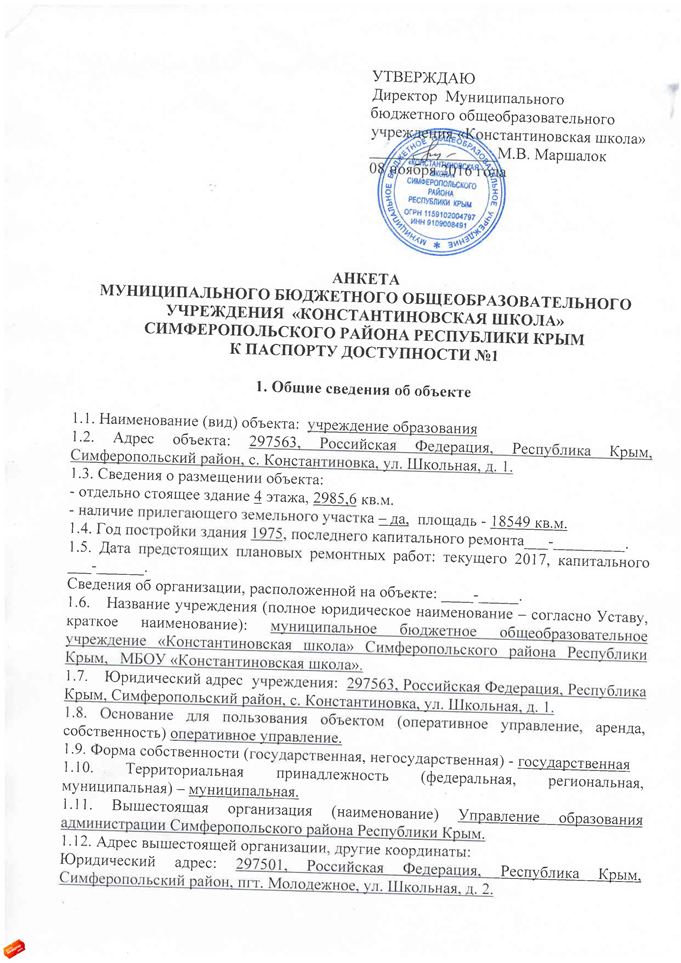 УТВЕРЖДАЮ
Директор Муниципального
бюджетного общеобразовательного
учреждения «Константиновская школа»
М.В. Маршалок
08 ноября 2016 года
МУНИЦИПАЛЬНОЕ БЮДЖЕТНОЕ ОБЩЕОБРАЗОВАТЕЛЬНОЕ УЧРЕЖДЕНИЕ
«КОНСТАНТИНОВСКАЯ
ШКОЛА»
СИМФЕРОПОЛЬСКОГО
РАЙОНА
РЕСПУБЛИКИ КРЫМ
ОГРН 1159102004797
ИНН 9109008491
АНКЕТА
МУНИЦИПАЛЬНОГО БЮДЖЕТНОГО ОБЩЕОБРАЗОВАТЕЛЬНОГО
УЧРЕЖДЕНИЯ «КОНСТАНТИНОВСКАЯ ШКОЛА»
СИМФЕРОПОЛЬСКОГО РАЙОНА РЕСПУБЛИКИ КРЫМ
К ПАСПОРТУ ДОСТУПНОСТИ №1
1. Общие сведения об объекте
1.1. Наименование (вид) объекта: учреждение образования
1.2. Адрес объекта: 297563, Российская Федерация, Республика Крым,
Симферопольский район, с. Константиновка, ул. Школьная, д. 1.
1.3. Сведения о размещении объекта:
- отдельно стоящее здание 4 этажа, 2985,6 кв.м.
- наличие прилегающего земельного участка – да, площадь - 18549 кв.м.
1.4. Год постройки здания 1975, последнего капитального ремонта___-_________.
1.5. Дата предстоящих плановых ремонтных работ: текущего 2017, капитального
___-______.
Сведения об организации, расположенной на объекте: ____-_____.
1.6. Название учреждения (полное юридическое наименование – согласно Уставу,
краткое наименование): муниципальное бюджетное общеобразовательное
учреждение «Константиновская школа» Симферопольского района Республики
Крым, МБОУ «Константиновская школа».
1.7. Юридический адрес учреждения: 297563, Российская Федерация, Республика
Крым, Симферопольский район, с. Константиновка, ул. Школьная, д. 1.
1.8. Основание для пользования объектом (оперативное управление, аренда,
собственность) оперативное управление.
1.9. Форма собственности (государственная, негосударственная) - государственная
1.10. Территориальная принадлежность (федеральная, региональная,
муниципальная) – муниципальная.
1.11. Вышестоящая организация (наименование) Управление образования
администрации Симферопольского района Республики Крым.
1.12. Адрес вышестоящей организации, другие координаты:
Юридический адрес: 297501, Российская Федерация, Республика Крым,
Симферопольский район, пгт. Молодежное, ул. Школьная, д. 2.